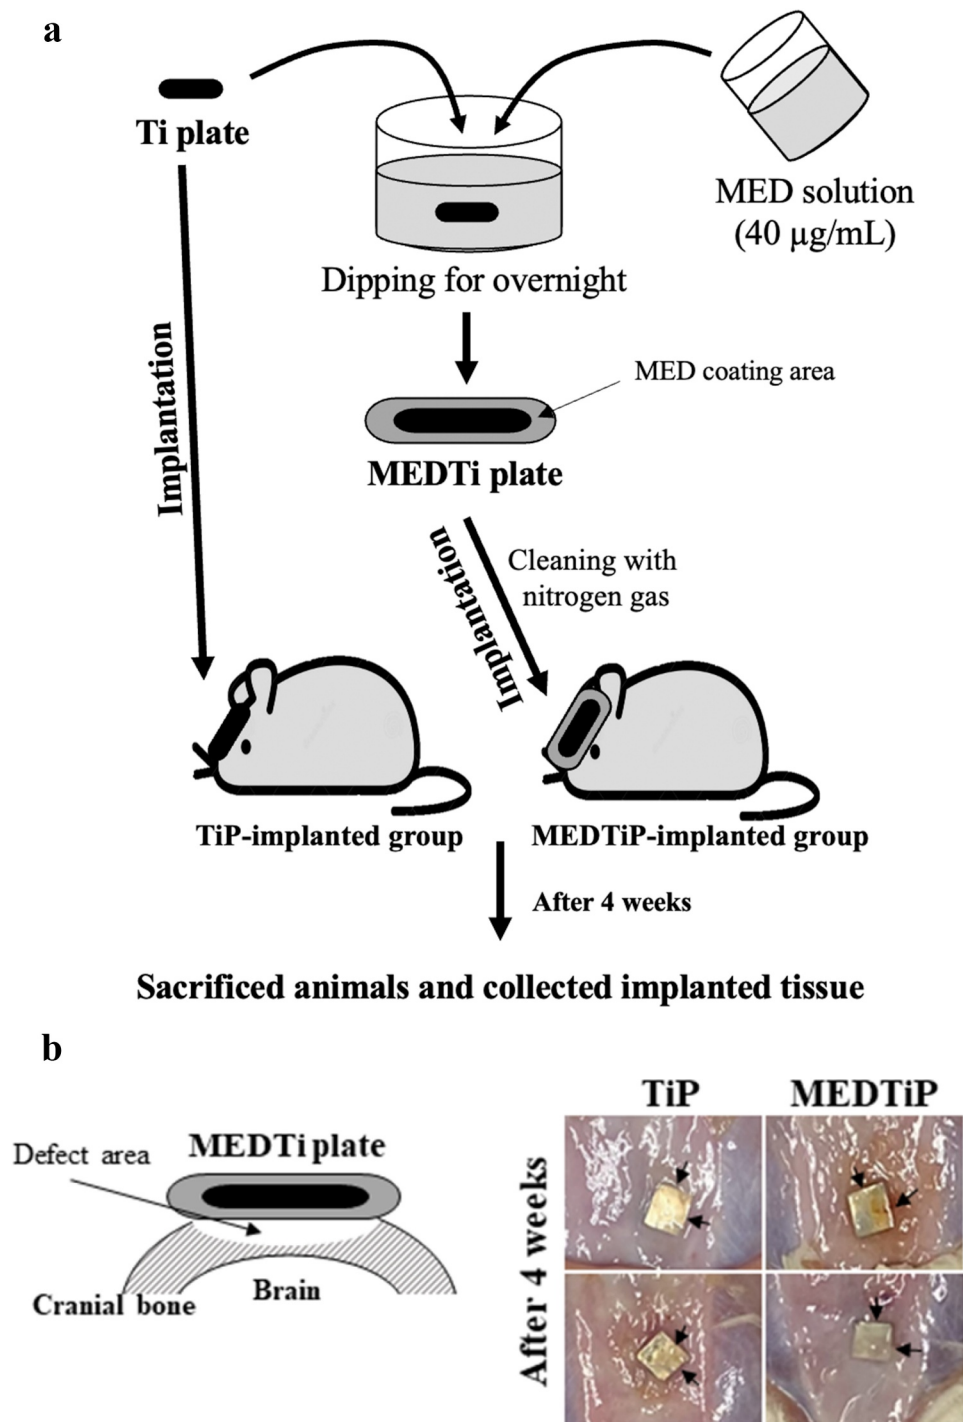 a
Ti plate
MED solution
(40 µg/mL)
Dipping for overnight
MED coating area
MEDTi plate
Implantation
Implantation
Cleaning with
nitrogen gas
TiP-implanted group
MEDTiP-implanted group
After 4 weeks
Sacrificed animals and collected implanted tissue
b
Defect area
MEDTi plate
Cranial bone
Brain
TiP
MEDTiP
After 4 weeks